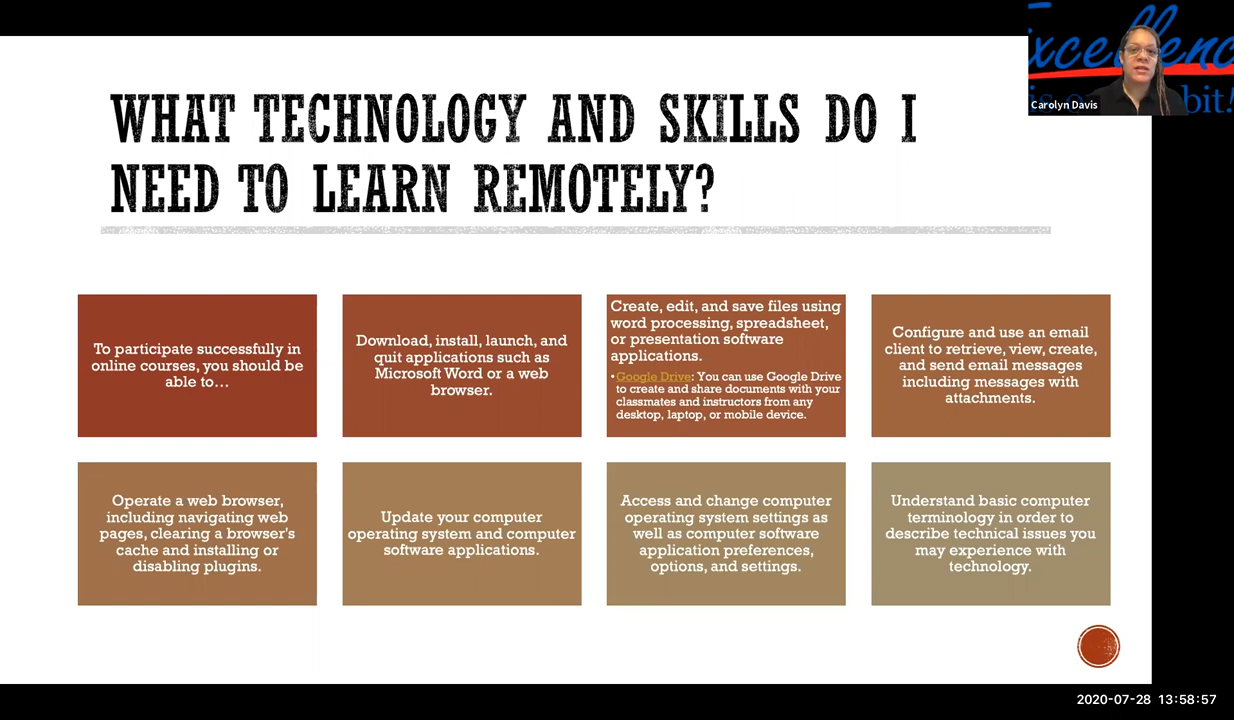 WHAT TECHNOLOGY AND SKILLS DO I
NEED TO LEARN REMOTELY?
Carolyn Davis
To participate successfully in
online courses, you should be
able to...
Download, install, launch, and
quit applications such as
Microsoft Word or a web
browser.
Create, edit, and save files using
word processing, spreadsheet,
or presentation software
applications.
•Google Drive: You can use Google Drive
to create and share documents with your
classmates and instructors from any
desktop, laptop, or mobile device.
Configure and use an email
client to retrieve, view, create,
and send email messages
including messages with
attachments.
Operate a web browser,
including navigating web
pages, clearing a browser's
cache and installing or
disabling plugins.
Update your computer
operating system and computer
software applications.
Access and change computer
operating system settings as
well as computer software
application preferences,
options, and settings.
Understand basic computer
terminology in order to
describe technical issues you
may experience with
technology.
2020-07-28 13:58:57